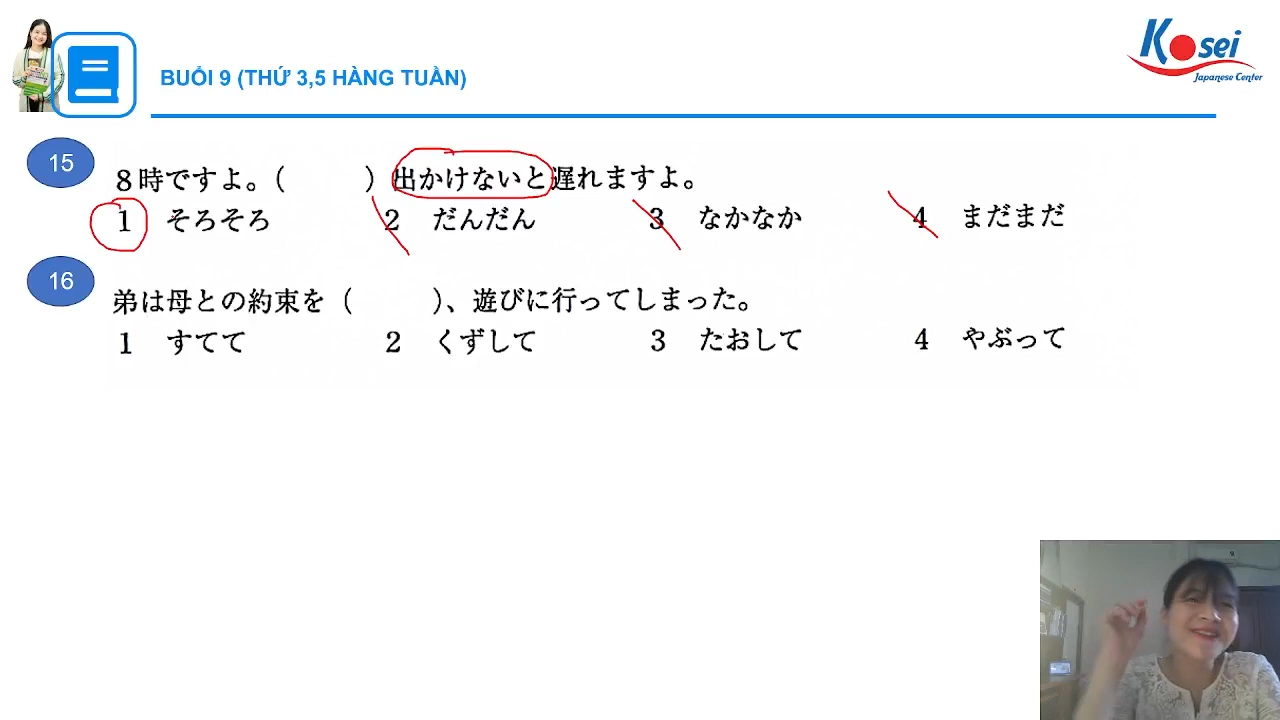 Kosei
Japanese Center
BUỔI 9 (THỨ 3,5 HÀNG TUẦN)
15
8時ですよ。(　　　)出かけないと遅れますよ。
1 そろそろ 2 だんだん 3 なかなか 4 まだまだ
16
弟は母との約束を (　　　)、遊びに行ってしまった。
1 すてて 2 くずして 3 たおして 4 やぶって